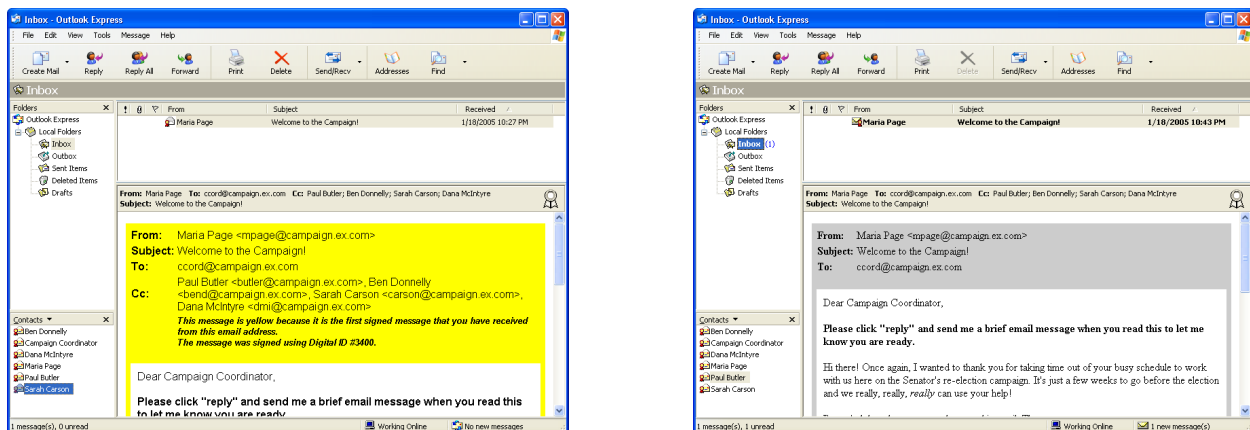 Inbox - Outlook Express
File Edit View Tools Message Help
Create Mail Reply Reply All Forward Print Delete Send/Recv Addresses Find
Inbox
Folders x
! From Subject Received
Outlook Express
Local Folders
Inbox
Outbox
Sent Items
Deleted Items
Drafts
Maria Page Welcome to the Campaign! 1/18/2005 10:27 PM
From: Maria Page To: ccord@campaign.ex.com Cc: Paul Butler; Ben Donnelly; Sarah Carson; Dana McIntyre
Subject: Welcome to the Campaign!
From: Maria Page <mpage@campaign.ex.com>
Subject: Welcome to the Campaign!
To: ccord@campaign.ex.com
Cc: Paul Butler <butler@campaign.ex.com>, Ben Donnelly
<bend@campaign.ex.com>, Sarah Carson <carson@campaign.ex.com>,
Dana McIntyre <dmi@campaign.ex.com>
This message is yellow because it is the first signed message that you have received
from this email address.
The message was signed using Digital ID #3400.
Dear Campaign Coordinator,
Please click "reply" and send me a brief email message when you read this
to let me know you are ready
Contacts x
Ben Donnelly
Campaign Coordinator
Dana McIntyre
Maria Page
Paul Butler
Sarah Carson
1 message(s), 0 unread Working Online No new messages
Inbox - Outlook Express
File Edit View Tools Message Help
Create Mail Reply Reply All Forward Print Delete Send/Recv Addresses Find
Inbox
Folders x
! From Subject Received
Outlook Express
Local Folders
Inbox (1)
Outbox
Sent Items
Deleted Items
Drafts
Maria Page Welcome to the Campaign! 1/18/2005 10:43 PM
From: Maria Page To: ccord@campaign.ex.com Cc: Paul Butler; Ben Donnelly; Sarah Carson; Dana McIntyre
Subject: Welcome to the Campaign!
From: Maria Page <mpage@campaign.ex.com>
Subject: Welcome to the Campaign!
To: ccord@campaign.ex.com
Dear Campaign Coordinator,
Please click "reply" and send me a brief email message when you read this to let me
know you are ready.
Hi there! Once again, I wanted to thank you for taking time out of your busy schedule to work
with us here on the Senator's re-election campaign. It's just a few weeks to go before the election
and we really, really, really can use your help!
Contacts x
Ben Donnelly
Campaign Coordinator
Dana McIntyre
Maria Page
Paul Butler
Sarah Carson
1 message(s), 1 unread Working Online 1 new message(s)